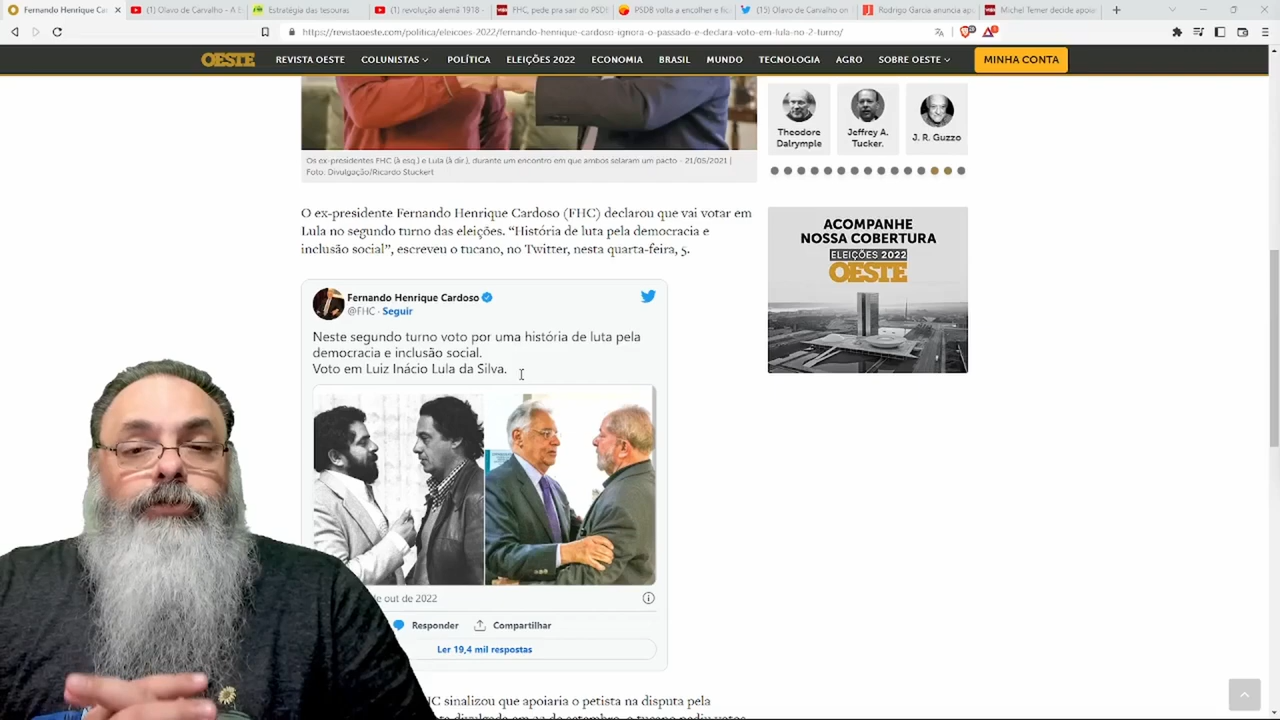 Fernando Henrique Car
(1) Olavo de Carvalho - A E
Estratégia das tesouras
(1) revolução alemã 1918 -
FHC, pede pra sair do PSDB
PSDB volta a encolher e fic
(15) Olavo de Carvalho on
Rodrigo Garcia anuncia apo
Michel Temer decide apoia
https://revistaoeste.com/politica/eleicoes-2022/fernando-henrique-cardoso-ignora-o-passado-e-declara-voto-em-lula-no-2-turno/
OESTE REVISTA OESTE COLUNISTAS POLÍTICA ELEIÇÕES 2022 ECONOMIA BRASIL MUNDO TECNOLOGIA AGRO SOBRE OESTE MINHA CONTA
Os ex-presidentes FHC (à esq.) e Lula (à dir.), durante um encontro em que ambos selaram um pacto - 21/05/2021 |
Foto: Divulgação/Ricardo Stuckert
O ex-presidente Fernando Henrique Cardoso (FHC) declarou que vai votar em
Lula no segundo turno das eleições. “História de luta pela democracia e
inclusão social”, escreveu o tucano, no Twitter, nesta quarta-feira, 5.
Fernando Henrique Cardoso
@FHC · Seguir
Neste segundo turno voto por uma história de luta pela
democracia e inclusão social.
Voto em Luiz Inácio Lula da Silva.
out de 2022
Responder Compartilhar
Ler 19,4 mil respostas
sinalizou que apoiaria o petista na disputa pela
Theodore
Dalrymple
Jeffrey A.
Tucker.
J. R. Guzzo
ACOMPANHE
NOSSA COBERTURA
ELEIÇÕES 2022
OESTE